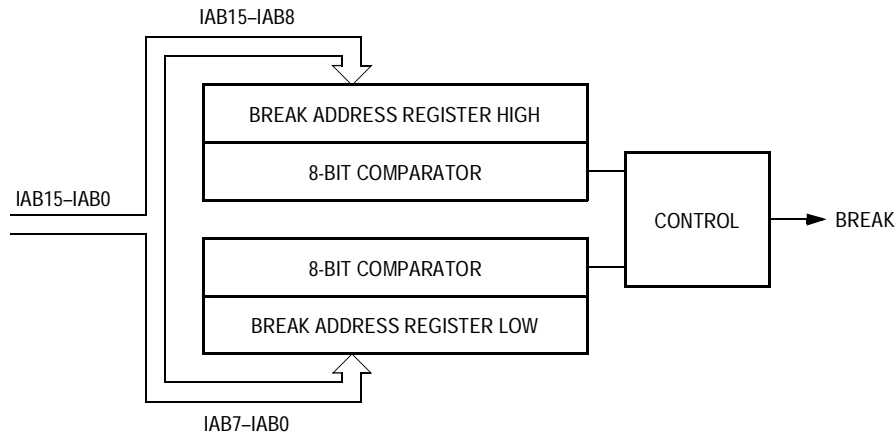 IAB15–IAB8
BREAK ADDRESS REGISTER HIGH
8-BIT COMPARATOR
IAB15–IAB0
CONTROL
BREAK
8-BIT COMPARATOR
BREAK ADDRESS REGISTER LOW
IAB7–IAB0